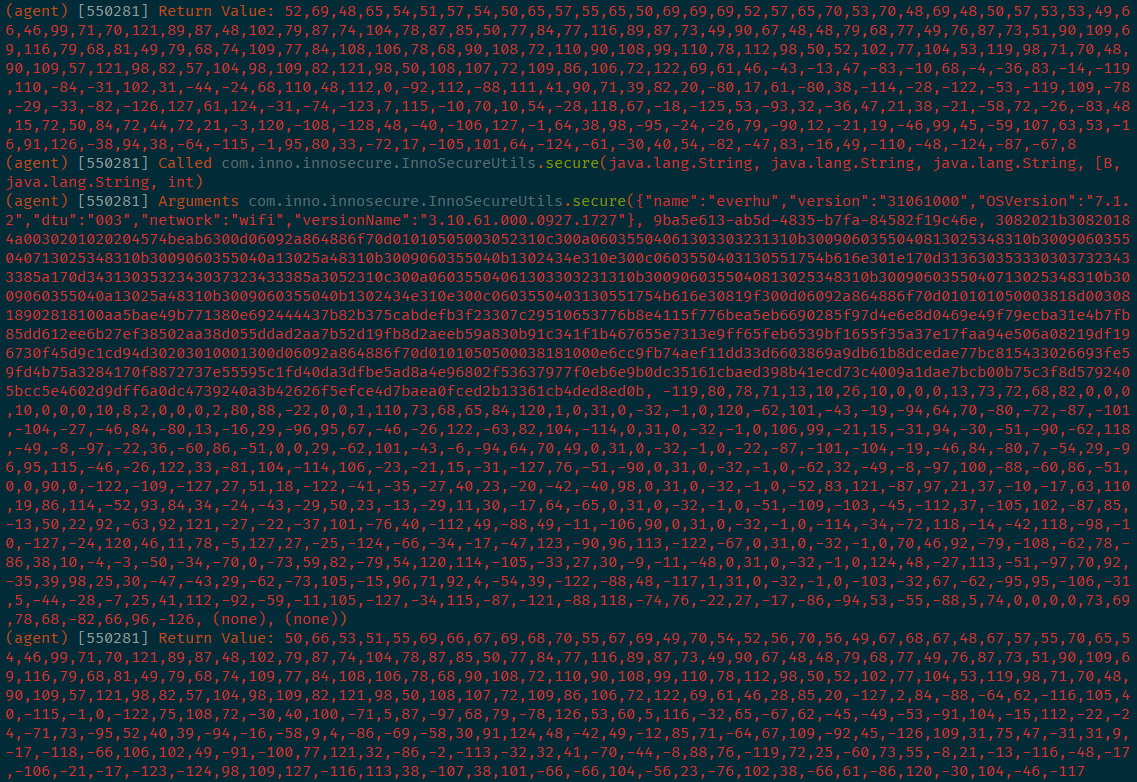 (agent) [550281] Return Value: 52,69,48,65,54,51,57,54,50,65,57,55,65,50,69,69,69,52,57,65,70,53,70,48,69,48,50,57,53,53,49,6
6,46,99,71,70,121,89,87,48,102,79,87,74,104,78,87,85,50,77,84,77,116,89,87,73,49,90,67,48,48,79,68,77,49,76,87,73,51,90,109,6
9,116,79,68,81,49,79,68,74,109,77,84,108,106,78,68,90,108,72,110,90,108,99,110,78,112,98,50,52,102,77,104,53,119,98,71,70,48,
90,109,57,121,98,82,57,104,98,109,82,121,98,50,108,107,72,109,86,106,72,122,69,61,46,-43,-13,47,-83,-10,68,-4,-36,83,-14,-119
,110,-84,-31,102,31,-44,-24,68,110,48,112,0,-92,112,-88,111,41,90,71,39,82,20,-80,17,61,-80,38,-114,-28,-122,-53,-119,109,-78
,-29,-33,-82,-126,127,61,124,-31,-74,-123,7,115,-10,70,10,54,-28,118,67,-18,-125,53,-93,32,-36,47,21,38,-21,-58,72,-26,-83,48
,15,72,50,84,72,44,72,21,-3,120,-108,-128,48,-40,-106,127,-1,64,38,98,-95,-24,-26,79,-90,12,-21,19,-46,99,45,-59,107,63,53,-1
6,91,126,-38,94,38,-64,-115,-1,95,80,33,-72,17,-105,101,64,-124,-61,-30,40,54,-82,-47,83,-16,49,-110,-48,-124,-87,-67,8
(agent) [550281] Called com.inno.innosecure.InnoSecureUtils.secure(java.lang.String, java.lang.String, java.lang.String, [B,
java.lang.String, int)
(agent) [550281] Arguments com.inno.innosecure.InnoSecureUtils.secure({"name":"everhu","version":"31061000","OSVersion":"7.1.
2","dtu":"003","network":"wifi","versionName":"3.10.61.000.0927.1727"}, 9ba5e613-ab5d-4835-b7fa-84582f19c46e, 3082021b3082018
4a0030201020204574beab6300d06092a864886f70d01010505003052310c300a06035504061303303231310b3009060355040813025348310b3009060355
040713025348310b3009060355040a13025a48310b3009060355040b1302434e310e300c0603550403130551754b616e301e170d313630353330303732343
3385a170d3431303532343037323433385a3052310c300a06035504061303303231310b3009060355040813025348310b3009060355040713025348310b30
09060355040a13025a48310b3009060355040b1302434e310e300c0603550403130551754b616e30819f300d06092a864886f70d010101050003818d00308
18902818100aa5bae49b771380e692444437b82b375cabdefb3f23307c29510653776b8e4115f776bea5eb6690285f97d4e6e8d0469e49f79ecba31e4b7fb
85dd612ee6b27ef38502aa38d055ddad2aa7b52d19fb8d2aeeb59a830b91c341f1b467655e7313e9ff65feb6539bf1655f35a37e17faa94e506a08219df19
6730f45d9c1cd94d30203010001300d06092a864886f70d0101050500038181000e6cc9fb74aef11dd33d6603869a9db61b8dcedae77bc815433026693fe5
9fd4b75a3284170f8872737e55595c1fd40da3dfbe5ad8a4e96802f53637977f0eb6e9b0dc35161cbaed398b41ecd73c4009a1dae7bcb00b75c3f8d579240
5bcc5e4602d9dff6a0dc4739240a3b42626f5efce4d7baea0fced2b13361cb4ded8ed0b, -119,80,78,71,13,10,26,10,0,0,0,13,73,72,68,82,0,0,0
,10,0,0,0,10,8,2,0,0,0,2,80,88,-22,0,0,1,110,73,68,65,84,120,1,0,31,0,-32,-1,0,120,-62,101,-43,-19,-94,64,70,-80,-72,-87,-101
,-104,-27,-46,84,-80,13,-16,29,-96,95,67,-46,-26,122,-63,82,104,-114,0,31,0,-32,-1,0,106,99,-21,15,-31,94,-30,-51,-90,-62,118
,-49,-8,-97,-22,36,-60,86,-51,0,0,29,-62,101,-43,-6,-94,64,70,49,0,31,0,-32,-1,0,-22,-87,-101,-104,-19,-46,84,-80,7,-54,29,-9
6,95,115,-46,-26,122,33,-81,104,-114,106,-23,-21,15,-31,-127,76,-51,-90,0,31,0,-32,-1,0,-62,32,-49,-8,-97,100,-88,-60,86,-51,
0,0,90,0,-122,-109,-127,27,51,18,-122,-41,-35,-27,40,23,-20,-42,-40,98,0,31,0,-32,-1,0,-52,83,121,-87,97,21,37,-10,-17,63,110
,19,86,114,-52,93,84,34,-24,-43,-29,50,23,-13,-29,11,30,-17,64,-65,0,31,0,-32,-1,0,-51,-109,-103,-45,-112,37,-105,102,-87,85,
-13,50,22,92,-63,92,121,-27,-22,37,101,-76,40,-112,49,-88,49,-11,-106,90,0,31,0,-32,-1,0,-114,-34,-72,118,-14,-42,118,-98,-1
0,-127,-24,120,46,11,78,-5,127,27,-25,-124,-66,-34,-17,-47,123,-90,96,113,-122,-67,0,31,0,-32,-1,0,70,46,92,-79,-108,-62,78,-
86,38,10,-4,-3,-50,-34,-70,0,-73,59,82,-79,54,120,114,-105,-33,27,30,-9,-11,-48,0,31,0,-32,-1,0,124,48,-27,113,-51,-97,70,92,
-35,39,98,25,30,-47,-43,29,-62,-73,105,-15,96,71,92,4,-54,39,-122,-88,48,-117,1,31,0,-32,-1,0,-103,-32,67,-62,-95,95,-106,-31
,5,-44,-28,-7,25,41,112,-92,-59,-11,105,-127,-34,115,-87,-121,-88,118,-74,76,-22,27,-17,-86,-94,53,-55,-88,5,74,0,0,0,0,73,69
,78,68,-82,66,96,-126, (none), (none))
(agent) [550281] Return Value: 50,66,53,51,55,69,66,67,69,68,70,55,67,69,49,70,54,52,56,70,56,49,67,68,67,48,67,57,55,70,65,5
4,46,99,71,70,121,89,87,48,102,79,87,74,104,78,87,85,50,77,84,77,116,89,87,73,49,90,67,48,48,79,68,77,49,76,87,73,51,90,109,6
9,116,79,68,81,49,79,68,74,109,77,84,108,106,78,68,90,108,72,110,90,108,99,110,78,112,98,50,52,102,77,104,53,119,98,71,70,48,
90,109,57,121,98,82,57,104,98,109,82,121,98,50,108,107,72,109,86,106,72,122,69,61,46,28,85,20,-127,2,84,-88,-64,62,-116,105,4
0,-115,-1,0,-122,75,108,72,-30,40,100,-71,5,87,-97,68,79,-78,126,53,60,5,116,-32,65,-67,62,-45,-49,-53,-91,104,-15,112,-22,-2
4,-71,73,-95,52,40,39,-94,-16,-58,9,4,-86,-69,-58,30,91,124,48,-42,49,-12,85,71,-64,67,109,-92,45,-126,109,31,75,47,-31,31,9,
-17,-118,-66,106,102,49,-91,-100,77,121,32,-86,-2,-113,-32,32,41,-70,-44,-8,88,76,-119,72,25,-60,73,55,-8,21,-13,-116,-48,-17
,-106,-21,-17,-123,-124,98,109,127,-116,113,38,-107,38,101,-66,-66,104,-56,23,-76,102,38,-66,61,-86,120,-30,104,-46,-117